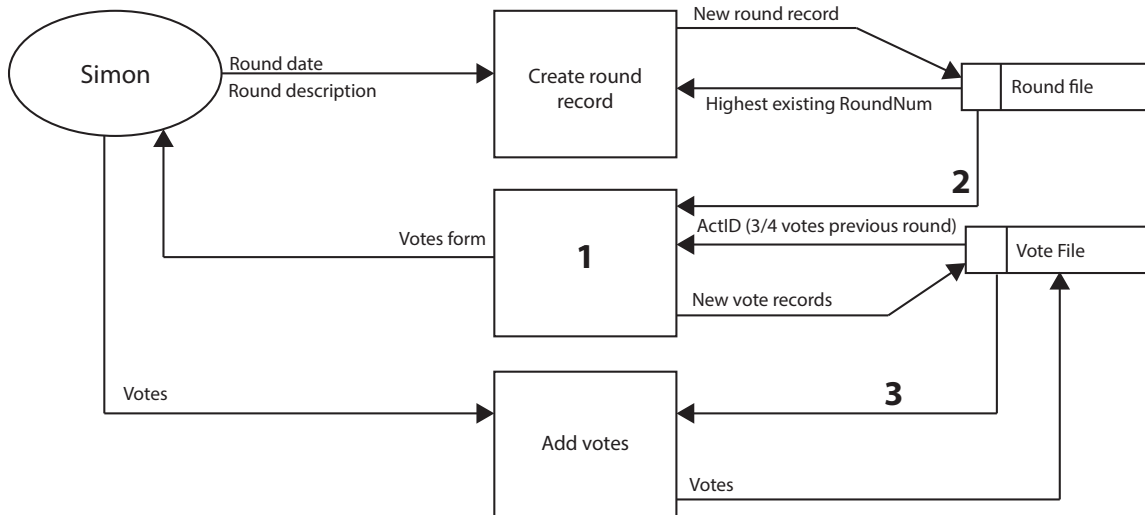 New round record
Simon
Round date
Round description
Create round
record
Round file
Highest existing RoundNum
2
ActID (3/4 votes previous round)
Votes form
1
Vote File
New vote records
Votes
3
Add votes
Votes